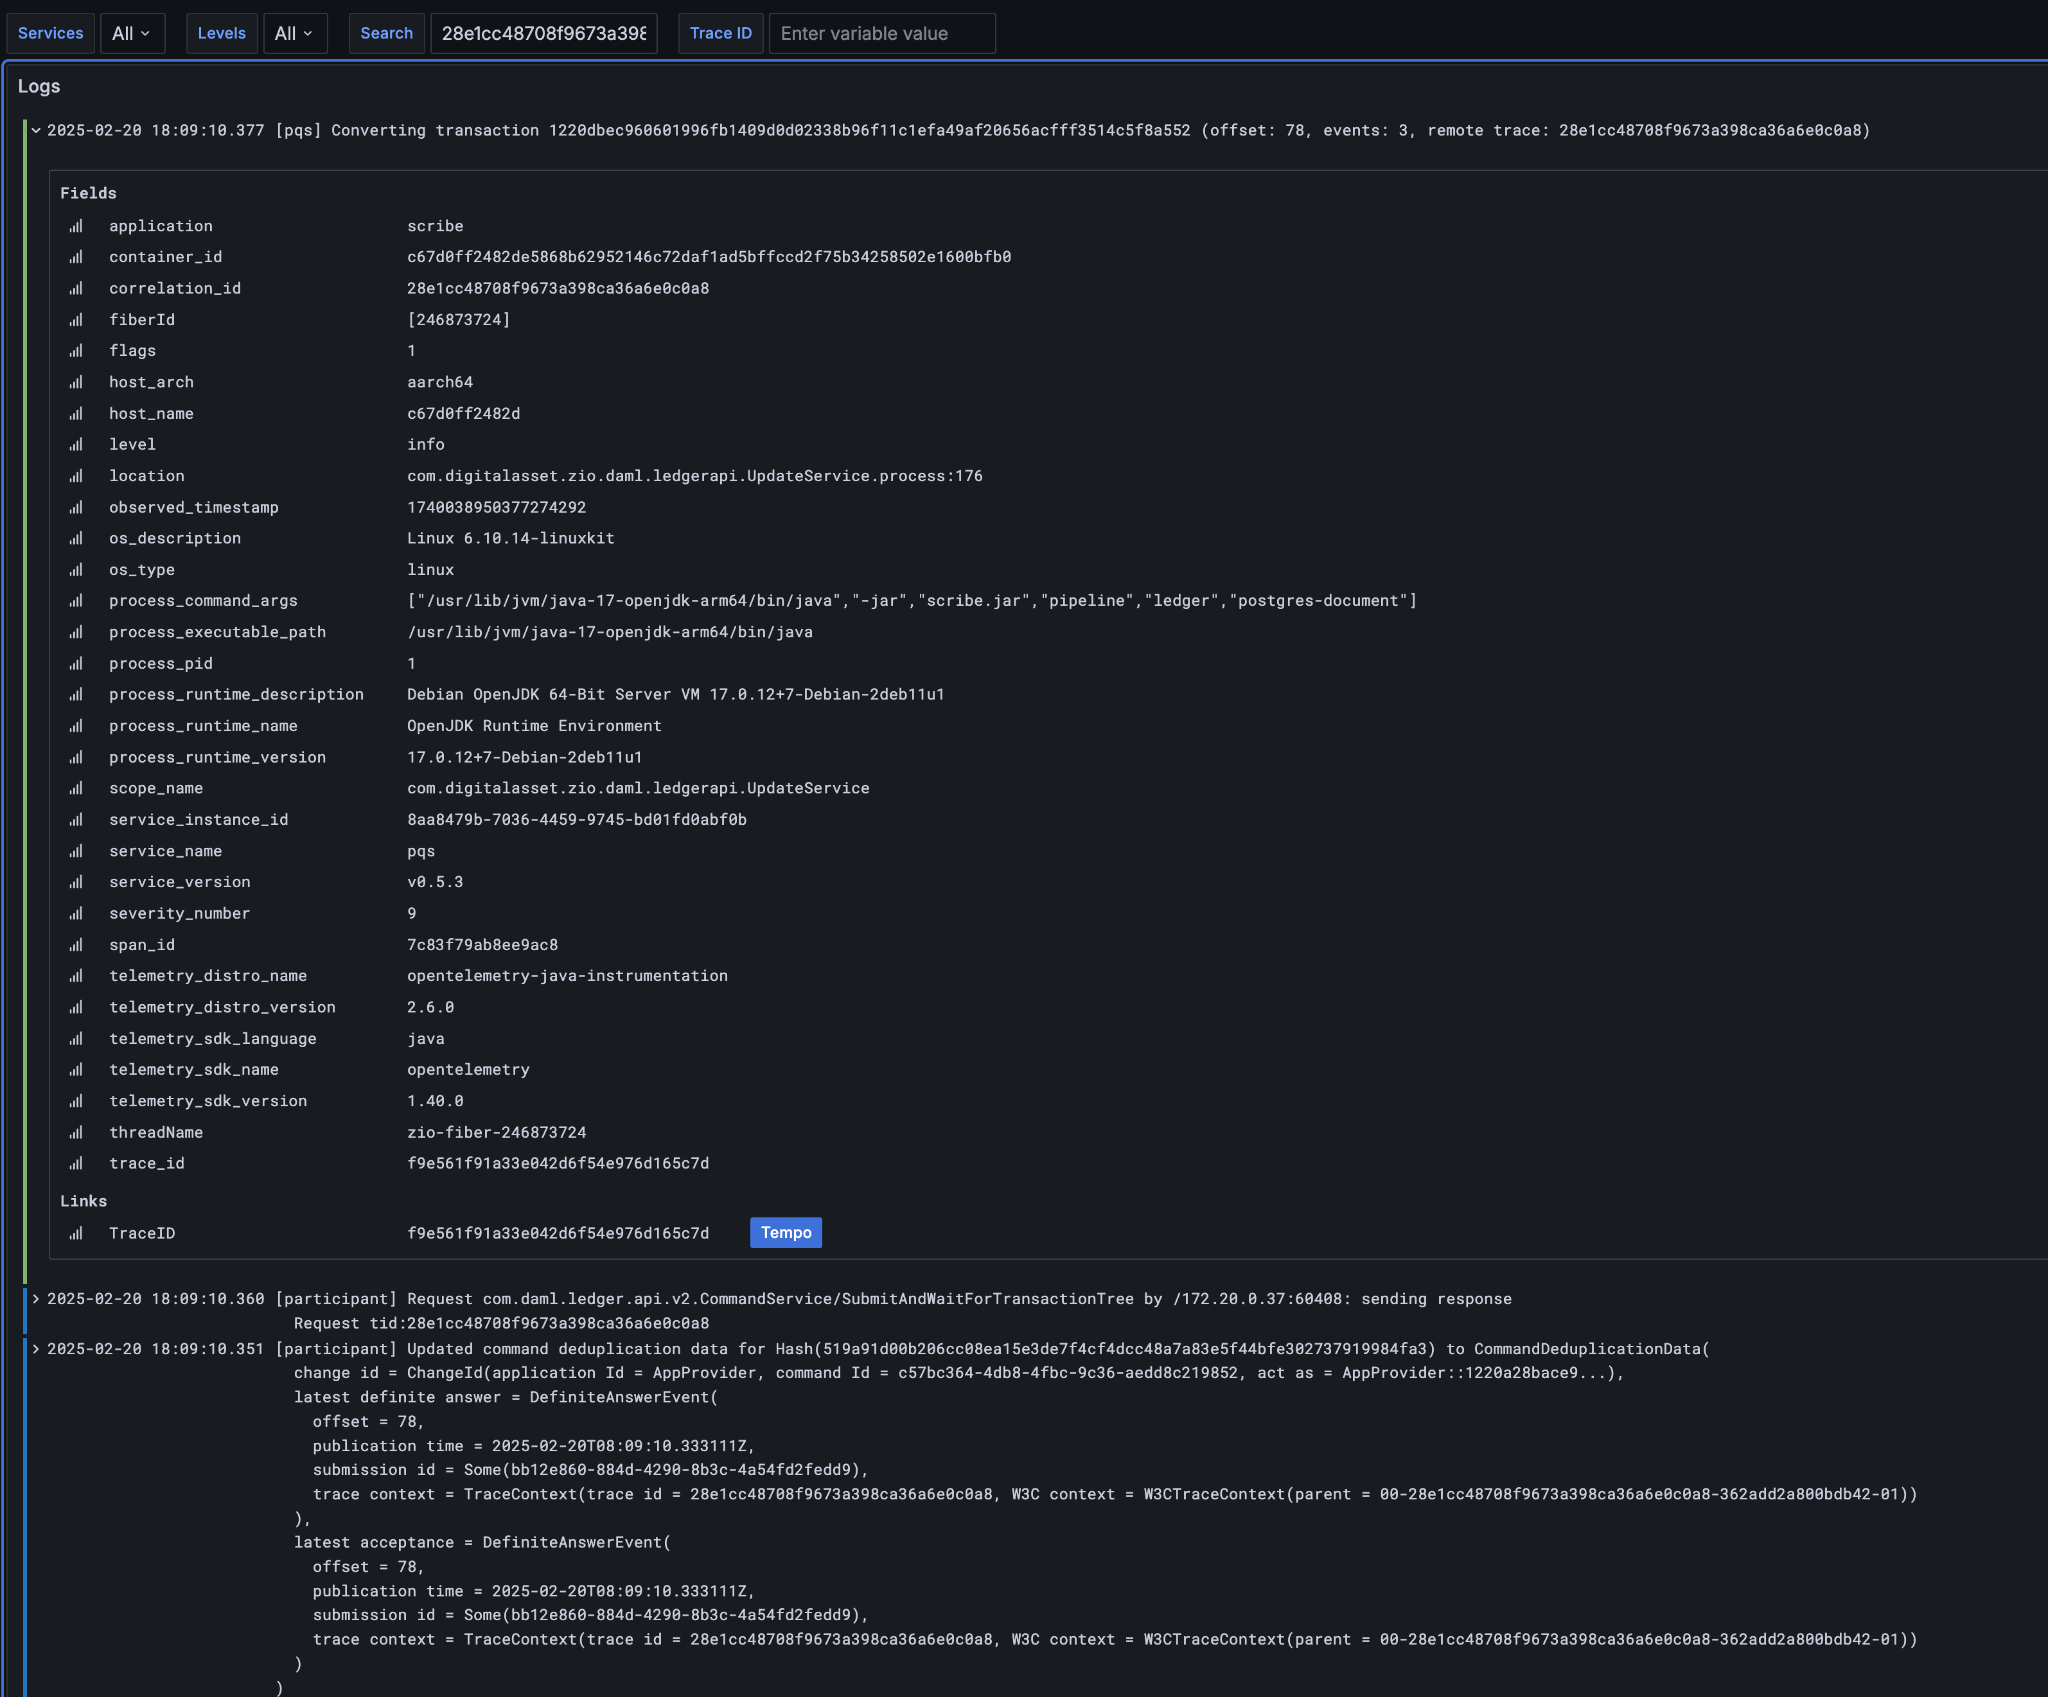 Services All Levels All Search 28e1cc48708f9673a398 Trace ID Enter variable value
Logs
2025-02-20 18:09:10.377 [pqs] Converting transaction 1220dbec960601996fb1409d0d02338b96f11c1efa49af20656acfff3514c5f8a552 (offset: 78, events: 3, remote trace: 28e1cc48708f9673a398ca36a6e0c0a8)
Fields
application scribe
container_id c67d0ff2482de5868b62952146c72daf1ad5bffccd2f75b34258502e1600bfb0
correlation_id 28e1cc48708f9673a398ca36a6e0c0a8
fiberId [246873724]
flags 1
host_arch aarch64
host_name c67d0ff2482d
level info
location com.digitalasset.zio.daml.ledgerapi.UpdateService.process:176
observed_timestamp 1740038950377274292
os_description Linux 6.10.14-linuxkit
os_type linux
process_command_args ["/usr/lib/jvm/java-17-openjdk-arm64/bin/java","-jar","scribe.jar","pipeline","ledger","postgres-document"]
process_executable_path /usr/lib/jvm/java-17-openjdk-arm64/bin/java
process_pid 1
process_runtime_description Debian OpenJDK 64-Bit Server VM 17.0.12+7-Debian-2deb11u1
process_runtime_name OpenJDK Runtime Environment
process_runtime_version 17.0.12+7-Debian-2deb11u1
scope_name com.digitalasset.zio.daml.ledgerapi.UpdateService
service_instance_id 8aa8479b-7036-4459-9745-bd01fd0abf0b
service_name pqs
service_version v0.5.3
severity_number 9
span_id 7c83f79ab8ee9ac8
telemetry_distro_name opentelemetry-java-instrumentation
telemetry_distro_version 2.6.0
telemetry_sdk_language java
telemetry_sdk_name opentelemetry
telemetry_sdk_version 1.40.0
threadName zio-fiber-246873724
trace_id f9e561f91a33e042d6f54e976d165c7d
Links
TraceID f9e561f91a33e042d6f54e976d165c7d Tempo
2025-02-20 18:09:10.360 [participant] Request com.daml.ledger.api.v2.CommandService/SubmitAndWaitForTransactionTree by /172.20.0.37:60408: sending response
Request tid:28e1cc48708f9673a398ca36a6e0c0a8
2025-02-20 18:09:10.351 [participant] Updated command deduplication data for Hash(519a91d00b206cc08ea15e3de7f4cf4dcc48a7a83e5f44bfe302737919984fa3) to CommandDeduplicationData(
change id = ChangeId(application Id = AppProvider, command Id = c57bc364-4db8-4fbc-9c36-aedd8c219852, act as = AppProvider::1220a28bace9...),
latest definite answer = DefiniteAnswerEvent(
offset = 78,
publication time = 2025-02-20T08:09:10.333111Z,
submission id = Some(bb12e860-884d-4290-8b3c-4a54fd2fedd9),
trace context = TraceContext(trace id = 28e1cc48708f9673a398ca36a6e0c0a8, W3C context = W3CTraceContext(parent = 00-28e1cc48708f9673a398ca36a6e0c0a8-362add2a800bdb42-01))
),
latest acceptance = DefiniteAnswerEvent(
offset = 78,
publication time = 2025-02-20T08:09:10.333111Z,
submission id = Some(bb12e860-884d-4290-8b3c-4a54fd2fedd9),
trace context = TraceContext(trace id = 28e1cc48708f9673a398ca36a6e0c0a8, W3C context = W3CTraceContext(parent = 00-28e1cc48708f9673a398ca36a6e0c0a8-362add2a800bdb42-01))
)
)